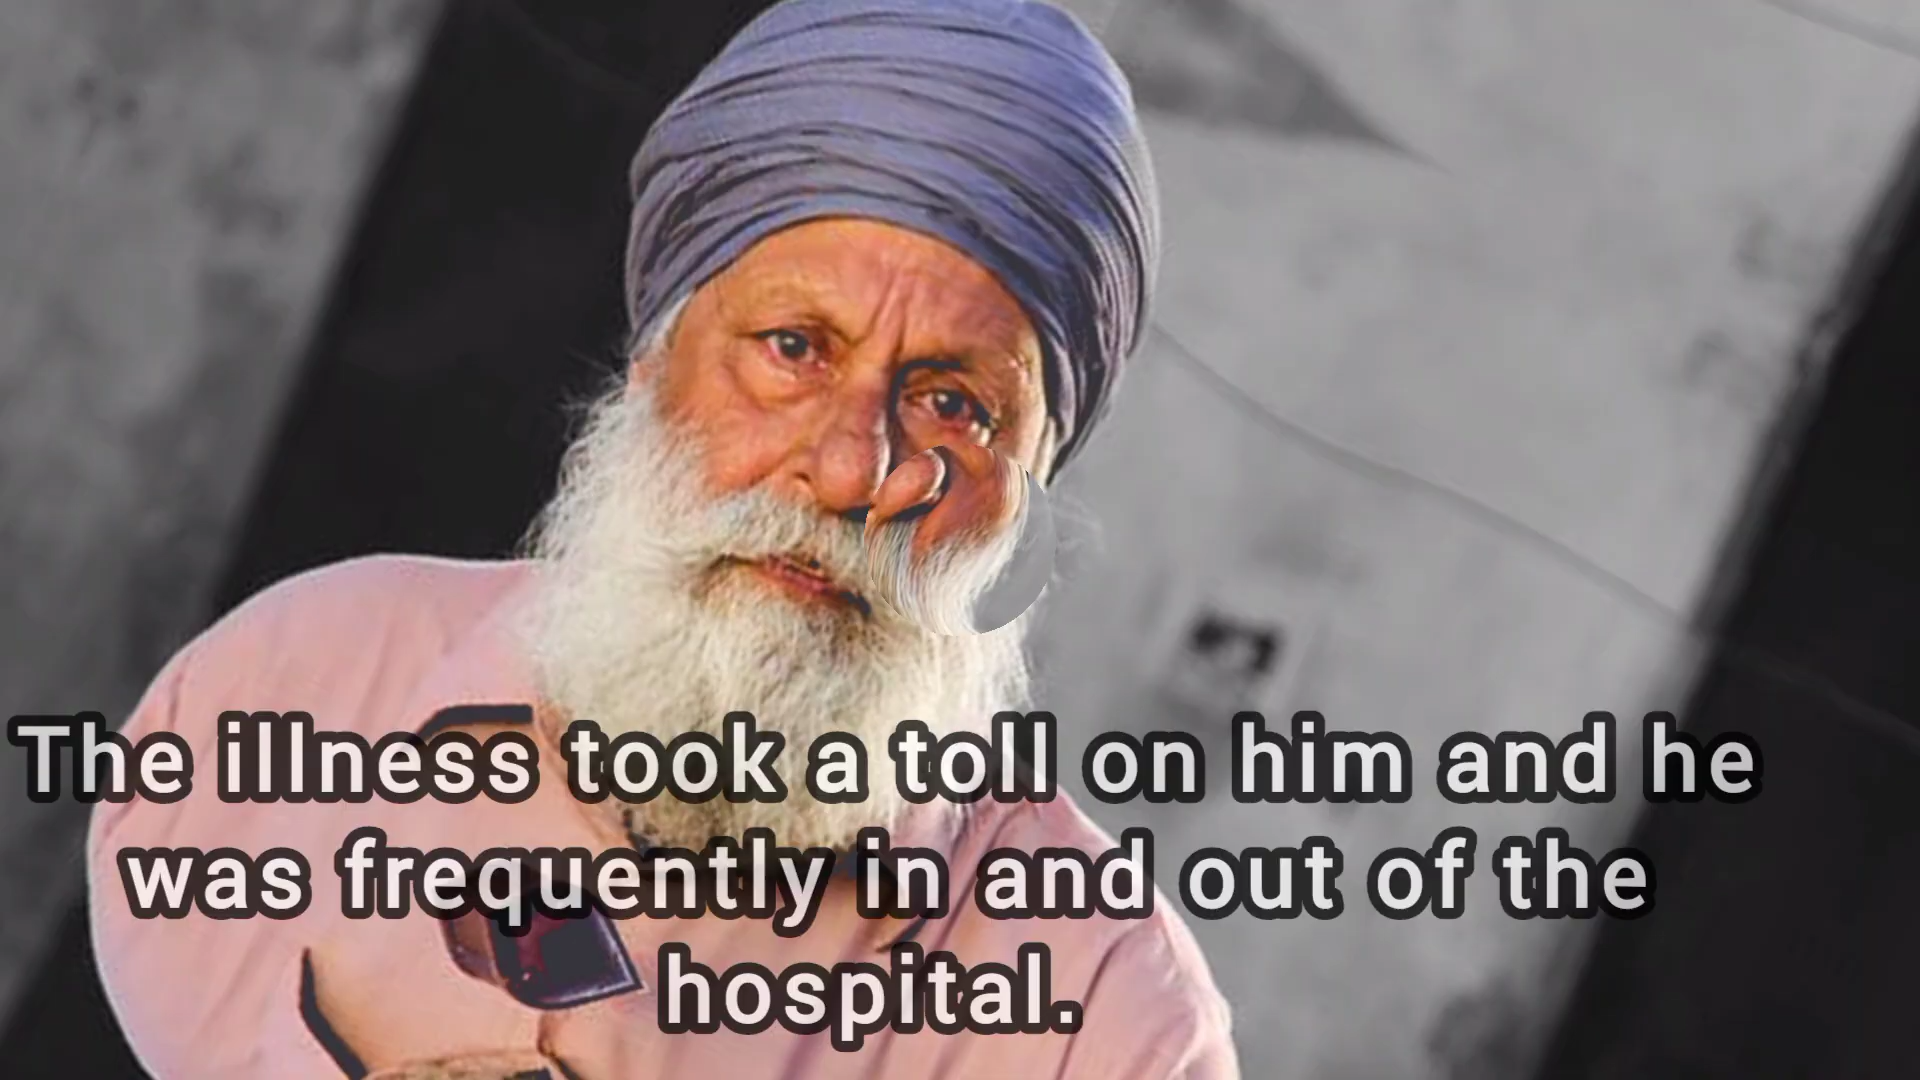 The illness took a toll on him and he
was frequently in and out of the
hospital.